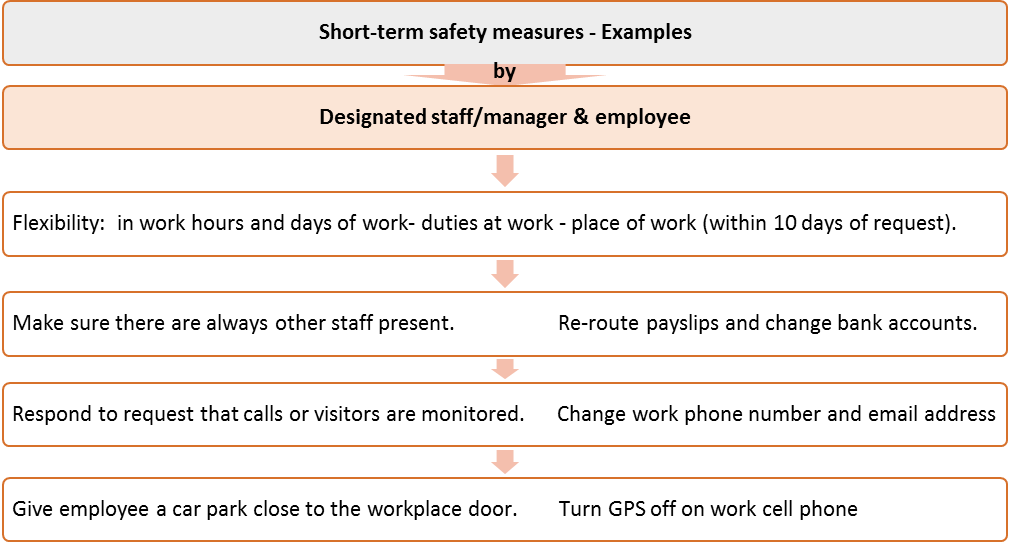 Short-term safety measures - Examples
by
Designated staff/manager & employee
Flexibility:  in work hours and days of work- duties at work - place of work (within 10 days of request).
Make sure there are always other staff present. Re-route payslips and change bank accounts.
Respond to request that calls or visitors are monitored. Change work phone number and email address
Give employee a car park close to the workplace door. Turn GPS off on work cell phone